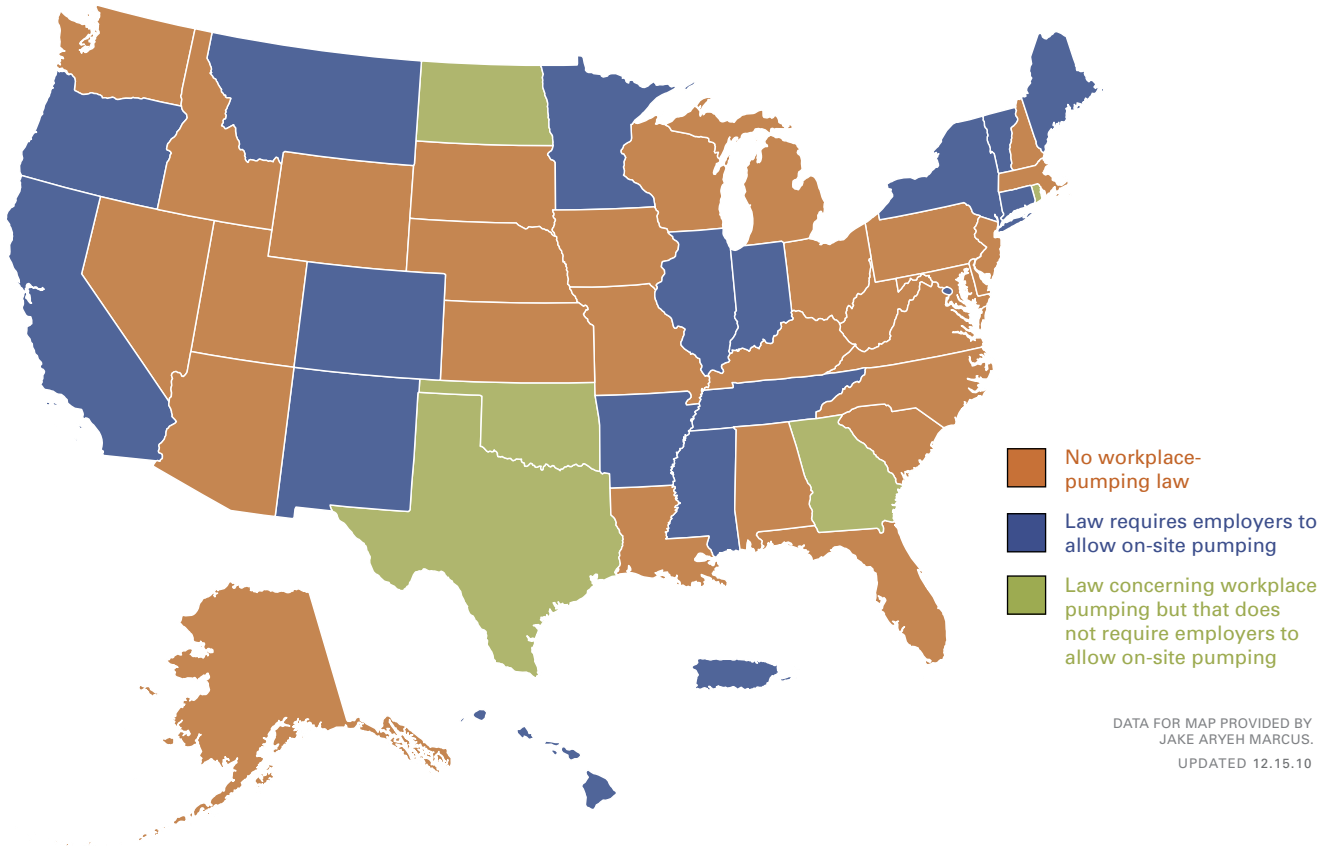 No workplace-
pumping law
Law requires employers to
allow on-site pumping
Law concerning workplace
pumping but that does
not require employers to
allow on-site pumping
DATA FOR MAP PROVIDED BY
JAKE ARYEH MARCUS.
UPDATED 12.15.10